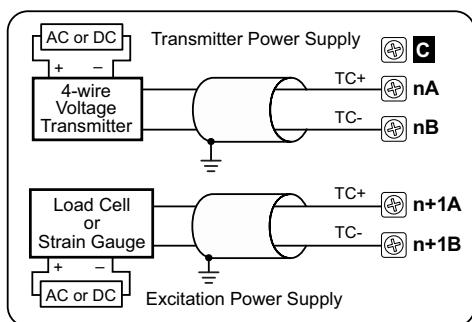 AC or DC
Transmitter Power Supply
C
+ –
4-wire
Voltage
Transmitter
TC+
nA
TC-
nB
Load Cell
or
Strain Gauge
TC+
n+1A
TC-
n+1B
+ –
AC or DC
Excitation Power Supply